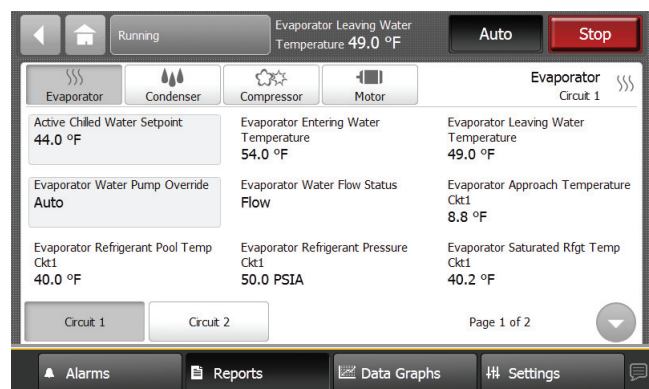 Running
Evaporator Leaving Water
Temperature 49.0 °F
Auto
Stop
Evaporator
Condenser
Compressor
Motor
Evaporator
Circuit 1
Active Chilled Water Setpoint
44.0 °F
Evaporator Entering Water
Temperature
54.0 °F
Evaporator Leaving Water
Temperature
49.0 °F
Evaporator Water Pump Override
Auto
Evaporator Water Flow Status
Flow
Evaporator Approach Temperature
Ckt1
8.8 °F
Evaporator Refrigerant Pool Temp
Ckt1
40.0 °F
Evaporator Refrigerant Pressure
Ckt1
50.0 PSIA
Evaporator Saturated Rfgt Temp
Ckt1
40.2 °F
Circuit 1
Circuit 2
Page 1 of 2
Alarms
Reports
Data Graphs
Settings